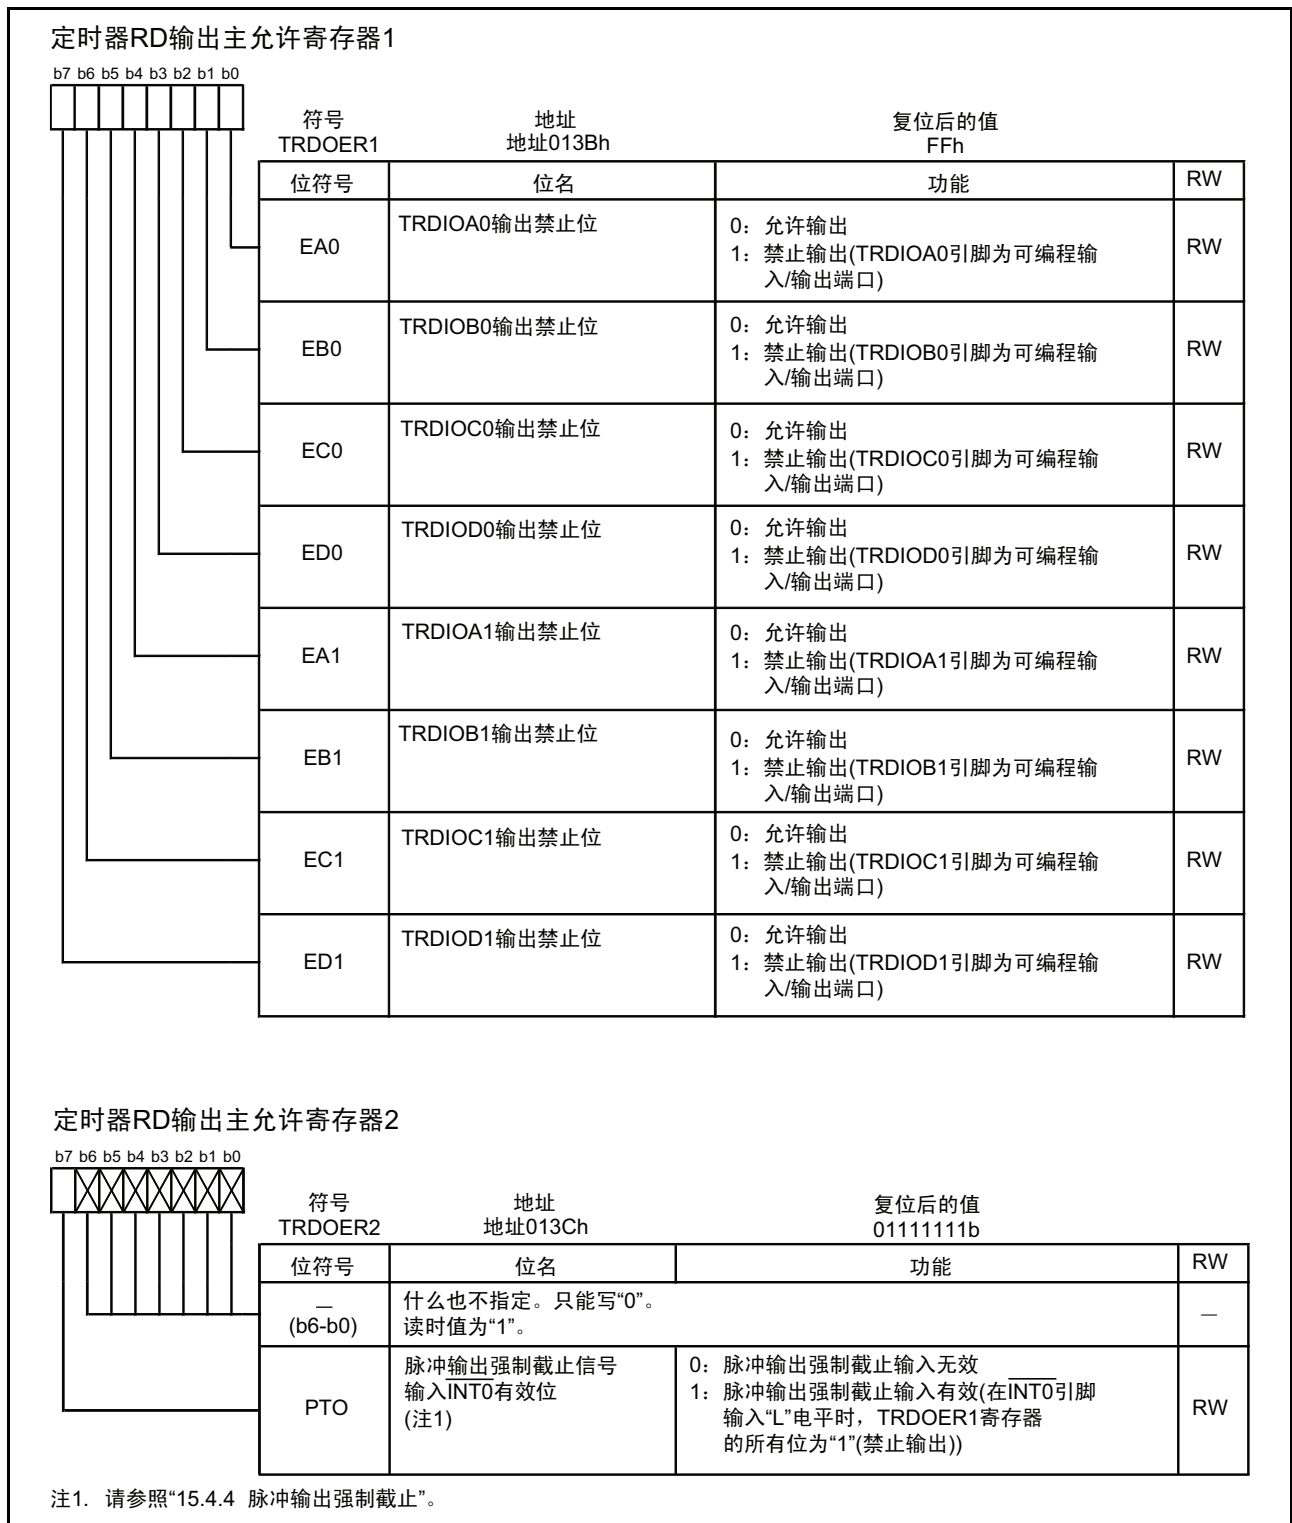 定时器RD输出主允许寄存器1
b7 b6 b5 b4 b3 b2 b1 b0
符号 地址 复位后的值
TRDOER1 地址013Bh FFh
位符号 位名 功能 RW
EA0 TRDIOA0输出禁止位 0：允许输出 RW
1：禁止输出(TRDIOA0引脚为可编程输
入/输出端口)
EB0 TRDIOB0输出禁止位 0：允许输出 RW
1：禁止输出(TRDIOB0引脚为可编程输
入/输出端口)
EC0 TRDIOC0输出禁止位 0：允许输出 RW
1：禁止输出(TRDIOC0引脚为可编程输
入/输出端口)
ED0 TRDIOD0输出禁止位 0：允许输出 RW
1：禁止输出(TRDIOD0引脚为可编程输
入/输出端口)
EA1 TRDIOA1输出禁止位 0：允许输出 RW
1：禁止输出(TRDIOA1引脚为可编程输
入/输出端口)
EB1 TRDIOB1输出禁止位 0：允许输出 RW
1：禁止输出(TRDIOB1引脚为可编程输
入/输出端口)
EC1 TRDIOC1输出禁止位 0：允许输出 RW
1：禁止输出(TRDIOC1引脚为可编程输
入/输出端口)
ED1 TRDIOD1输出禁止位 0：允许输出 RW
1：禁止输出(TRDIOD1引脚为可编程输
入/输出端口)
定时器RD输出主允许寄存器2
b7 b6 b5 b4 b3 b2 b1 b0
符号 地址 复位后的值
TRDOER2 地址013Ch 01111111b
位符号 位名 功能 RW
— 什么也不指定。只能写“0”。 —
(b6-b0) 读时值为“1”。
PTO 脉冲输出强制截止信号 0：脉冲输出强制截止输入无效 RW
输入INT0有效位 1：脉冲输出强制截止输入有效(在INT0引脚
(注1) 输入“L”电平时，TRDOER1寄存器
的所有位为“1”(禁止输出))
注1. 请参照“15.4.4 脉冲输出强制截止”。